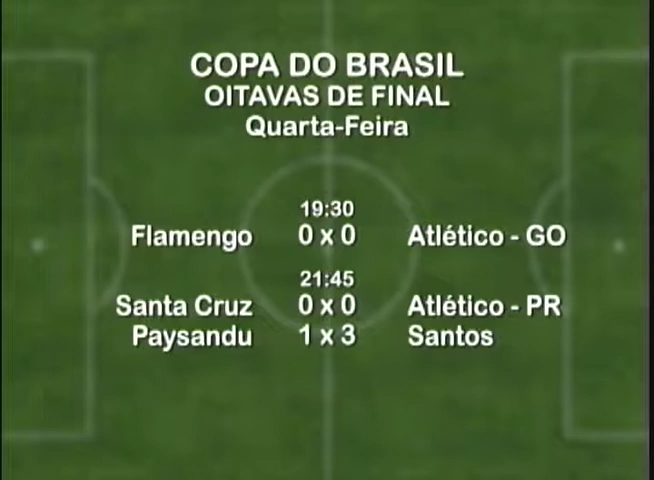 COPA DO BRASIL
OITAVAS DE FINAL
Quarta-Feira
19:30
Flamengo 0 x 0 Atlético - GO
21:45
Santa Cruz 0 x 0 Atlético - PR
Paysandu 1 x 3 Santos